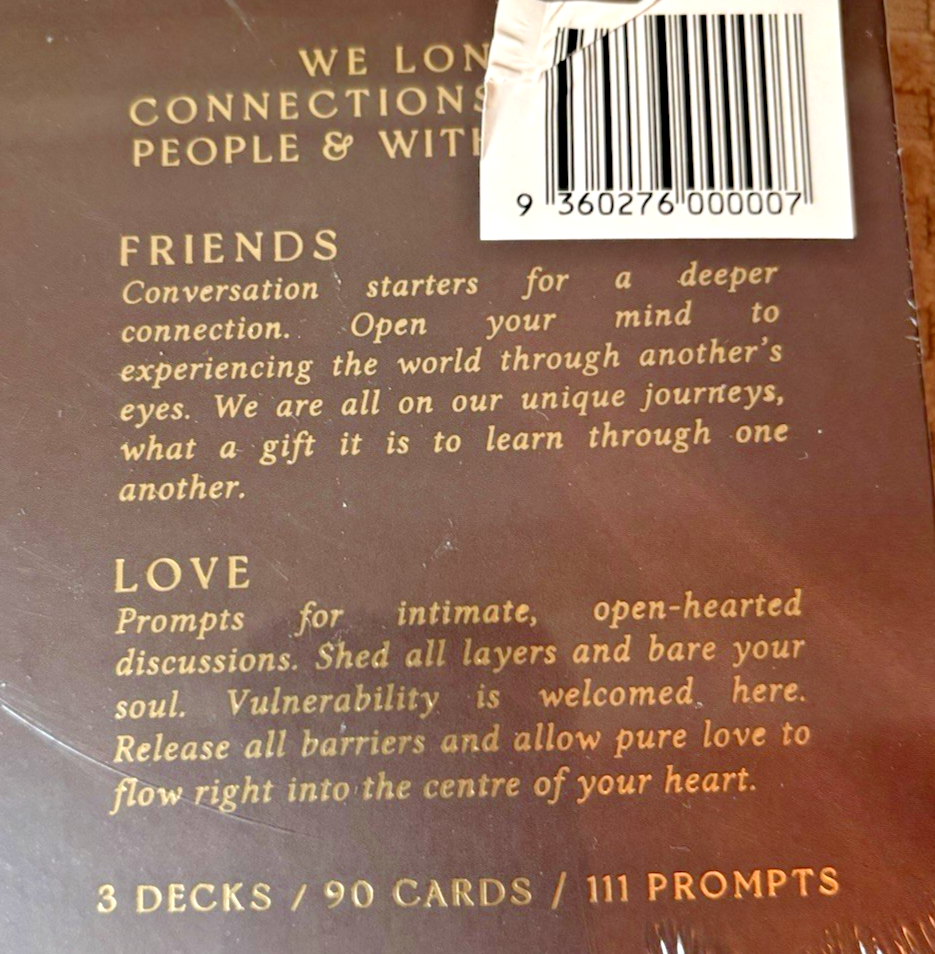 WE
CONNECTIONS
PEOPLE &
9 360276 000007
FRIENDS
Conversation starters for a deeper
connection. Open your mind to
experiencing the world through another's
eyes. We are all on our unique journeys,
what a gift it is to learn through one
another.
LOVE
Prompts for intimate, open-hearted
discussions. Shed all layers and bare your
soul. Vulnerability is welcomed here.
Release all barriers and allow pure love to
flow right into the centre of your heart.
3 DECKS / 90 CARDS / 111 PROMPTS